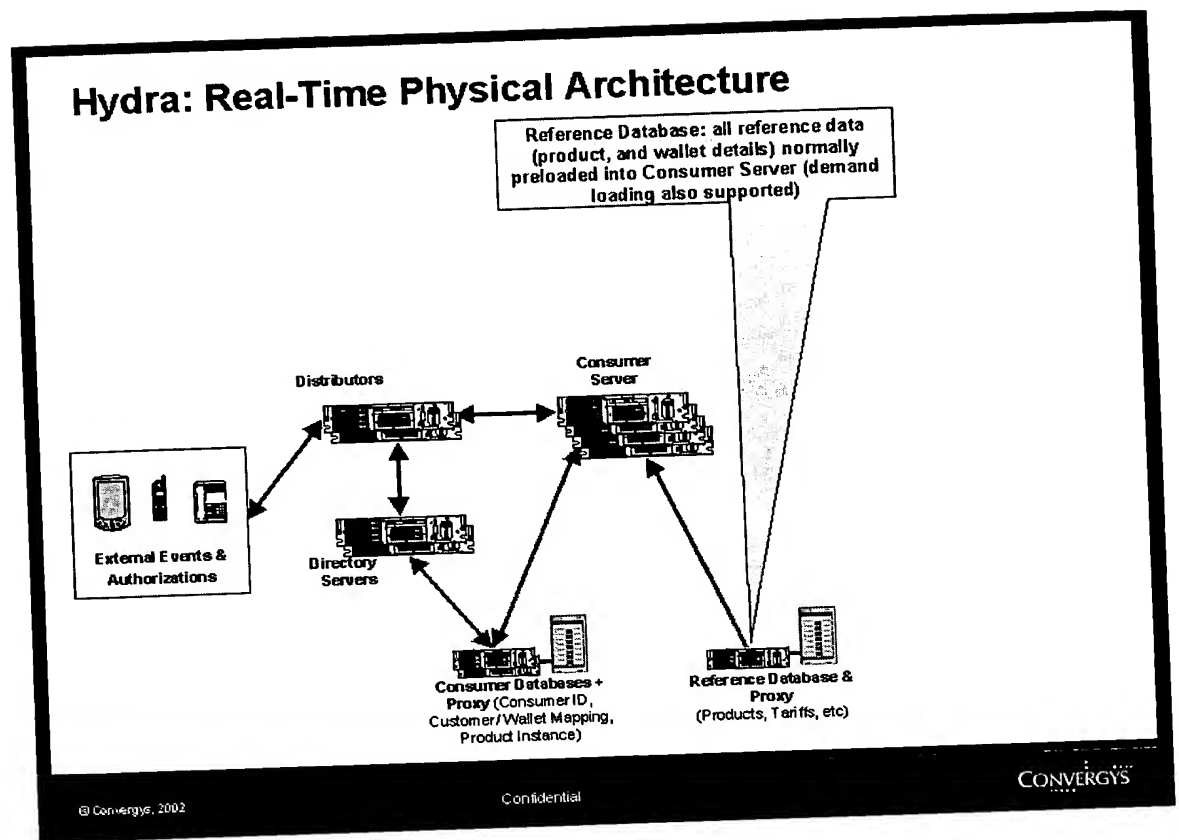 Hydra: Real-Time Physical Architecture
Reference Database: all reference data
(product, and wallet details) normally
preloaded into Consumer Server (demand
loading also supported)
Consumer
Server
Distributors
External Events &
Authorizations
Directory
Servers
Consumer Databases +
Proxy (Consumer ID,
Customer/Wallet Mapping,
Product Instance)
Reference Database &
Proxy
(Products, Tariffs, etc)
© Convergys, 2002
Confidential
CONVERGYS